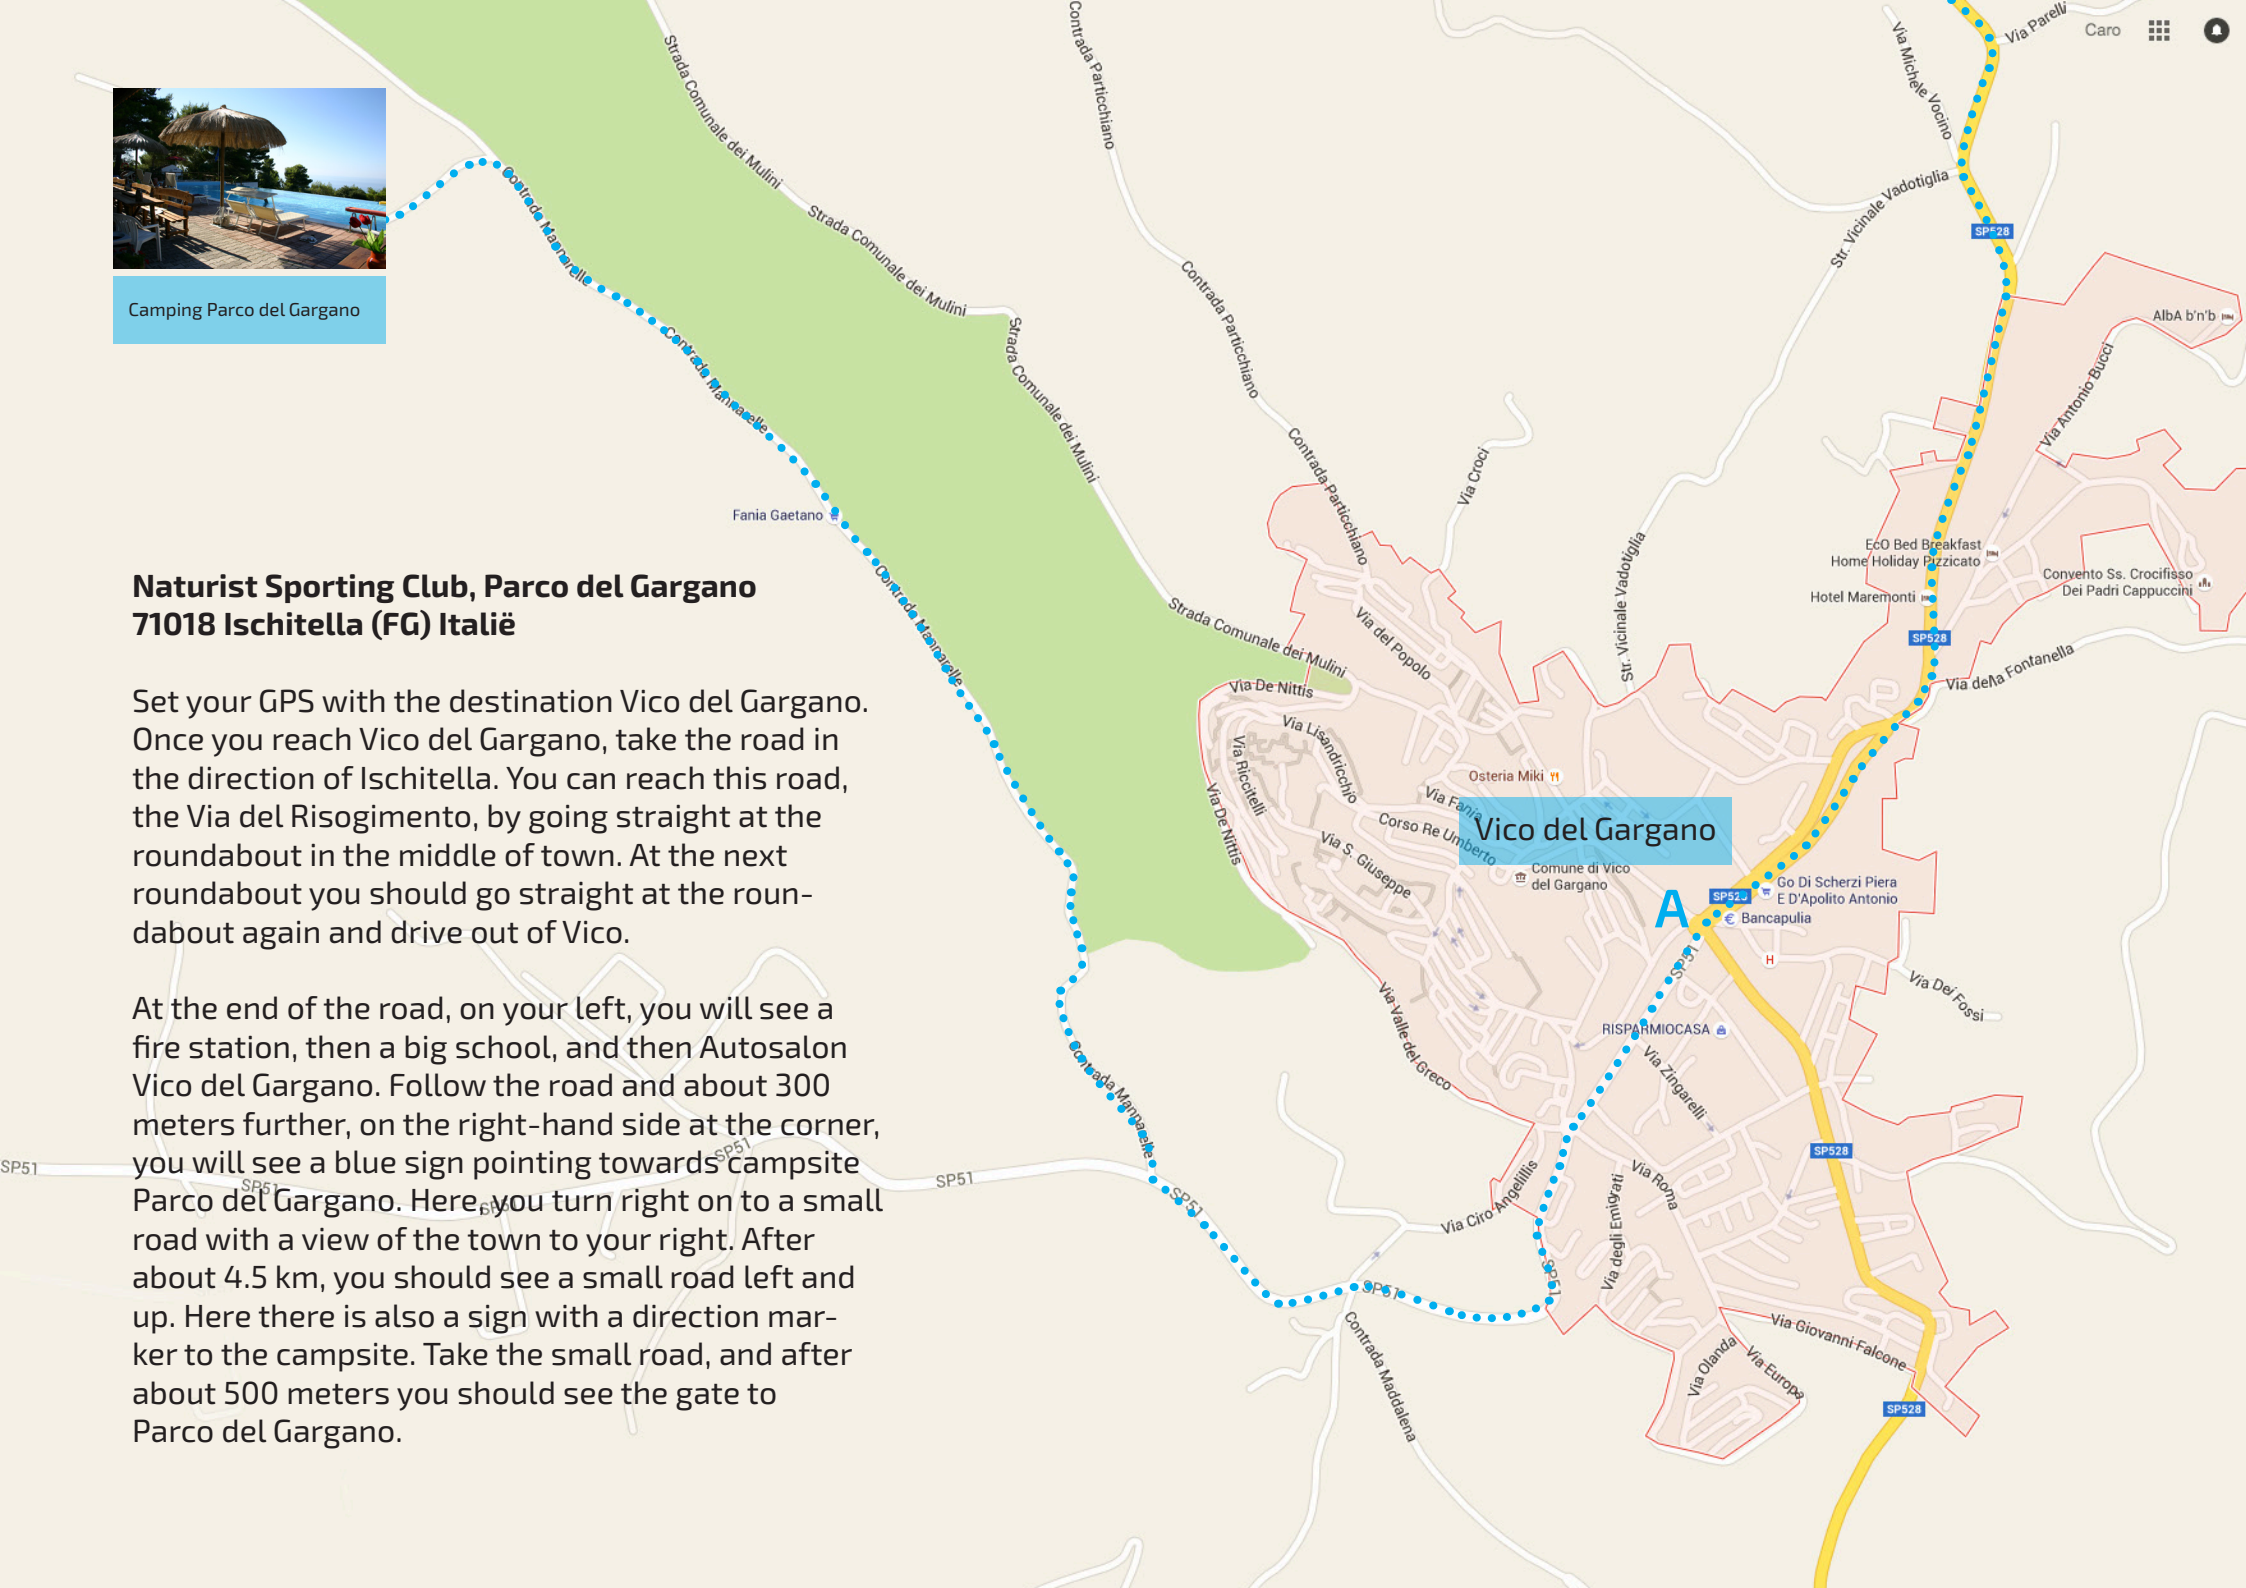 Caro
Via Parelli
Via Michele Vocino
Contrada Particchiano
Strada Comunale dei Mulini
Contrada Mannarelle
Str. Vicinale Vadotiglia
Strada Comunale dei Mulini
SP528
Camping Parco del Gargano
AlbA b'n'b
Contrada Particchiano
Contrada Mannarelle
Strada Comunale dei Mulini
Via Antonio Bucci
Contrada Particchiano
Via Croci
Fania Gaetano
EcO Bed Breakfast
Home Holiday Pizzicato
Convento Ss. Crocifisso
Dei Padri Cappuccini
Hotel Maremonti
Str. Vicinale Vadotiglia
SP528
Contrada Mannarelle
Strada Comunale dei Mulini
Via del Popolo
Via della Fontanella
Via De Nittis
Via Lisandricchio
Via Riccitelli
Via De Nittis
Osteria Miki
Via Fania
Corso Re Umberto
Via S. Giuseppe
Vico del Gargano
Comune di Vico
del Gargano
A
SP528
Go Di Scherzi Piera
E D'Apolito Antonio
Bancapulia
H
SP51
Via Dei Fossi
Via Valle del Greco
RISPARMIOCASA
Via Zingarelli
Contrada Mannarelle
SP528
Via Roma
Via degli Emigrati
Via Ciro Angelillis
SP51
SP51
SP51
SP51
SP51
SP51
SP51
SP51
Contrada Maddalena
Via Giovanni Falcone
Via Olanda
Via Europa
SP528
Naturist Sporting Club, Parco del Gargano
71018 Ischitella (FG) Italië
Set your GPS with the destination Vico del Gargano.
Once you reach Vico del Gargano, take the road in
the direction of Ischitella. You can reach this road,
the Via del Risogimento, by going straight at the
roundabout in the middle of town. At the next
roundabout you should go straight at the roun-
dabout again and drive out of Vico.
At the end of the road, on your left, you will see a
fire station, then a big school, and then Autosalon
Vico del Gargano. Follow the road and about 300
meters further, on the right-hand side at the corner,
you will see a blue sign pointing towards campsite
Parco del Gargano. Here, you turn right on to a small
road with a view of the town to your right. After
about 4.5 km, you should see a small road left and
up. Here there is also a sign with a direction mar-
ker to the campsite. Take the small road, and after
about 500 meters you should see the gate to
Parco del Gargano.